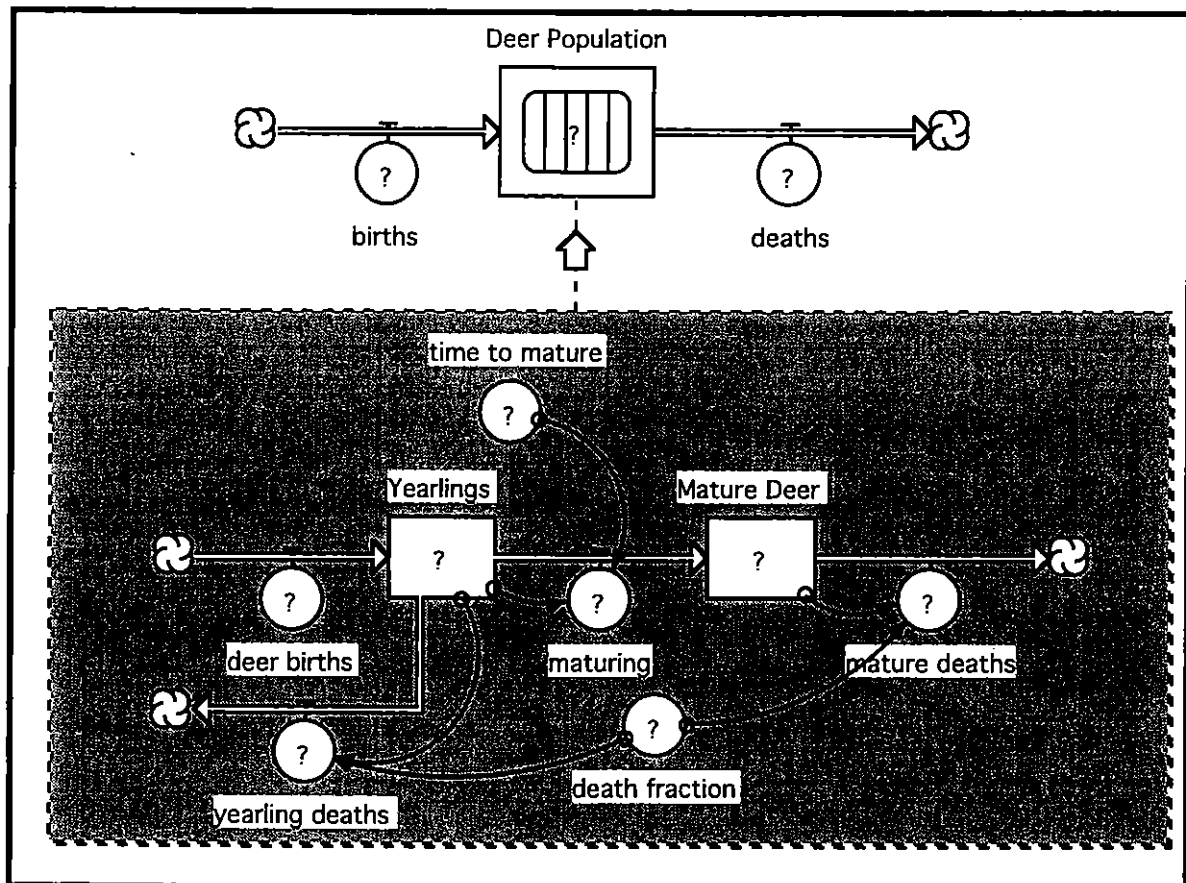 Deer Population
?
?
?
births
deaths
time to mature
?
Yearlings
Mature Deer
?
?
?
?
?
deer births
maturing
mature deaths
?
?
death fraction
yearling deaths